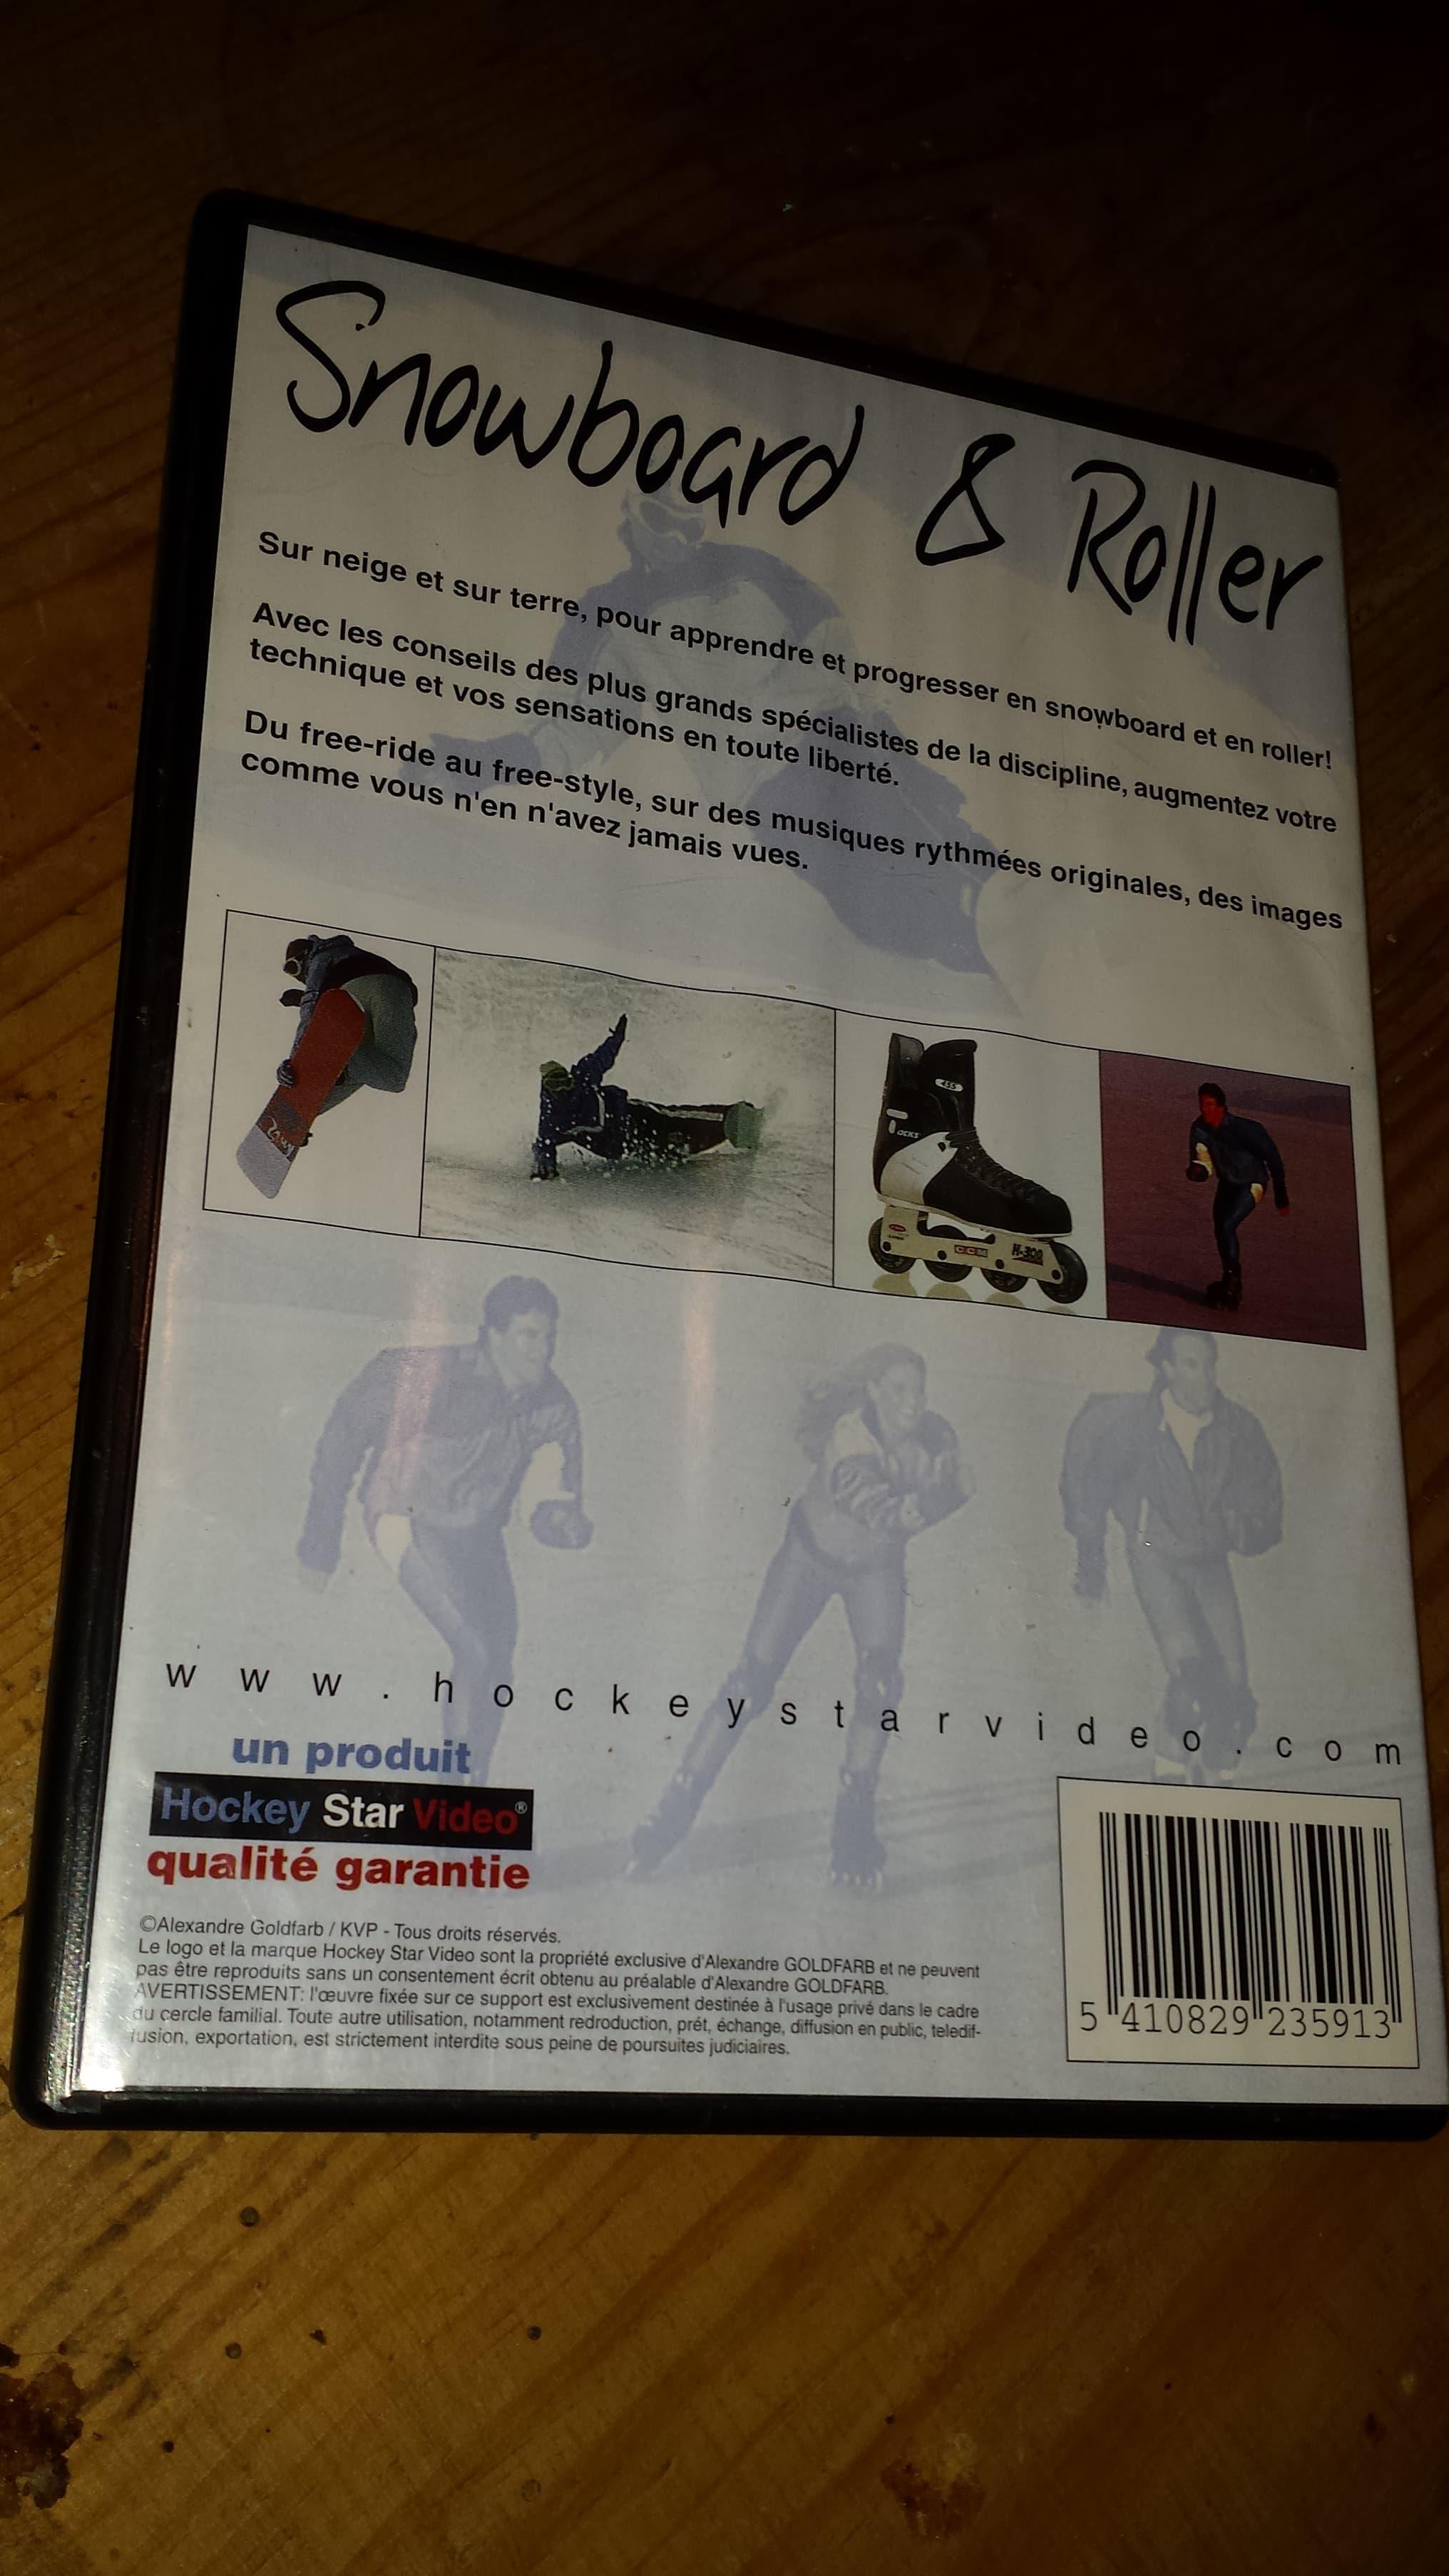 Snowboard & Roller
Sur neige et sur terre, pour apprendre et progresser en snowboard et en roller!
Avec les conseils des plus grands spécialistes de la discipline, augmentez votre
technique et vos sensations en toute liberté.
Du free-ride au free-style, sur des musiques rythmées originales, des images
comme vous n'en n'avez jamais vues.
455
CCM
H-300
www.hockeystarvideo.com
un produit
Hockey Star Video®
qualité garantie
©Alexandre Goldfarb / KVP - Tous droits réservés.
Le logo et la marque Hockey Star Video sont la propriété exclusive d'Alexandre GOLDFARB et ne peuvent
pas être reproduits sans un consentement écrit obtenu au préalable d'Alexandre GOLDFARB.
AVERTISSEMENT: l'œuvre fixée sur ce support est exclusivement destinée à l'usage privé dans le cadre
du cercle familial. Toute autre utilisation, notamment redroduction, prét, échange, diffusion en public, teledif-
fusion, exportation, est strictement interdite sous peine de poursuites judiciaires.
5 410829 235913